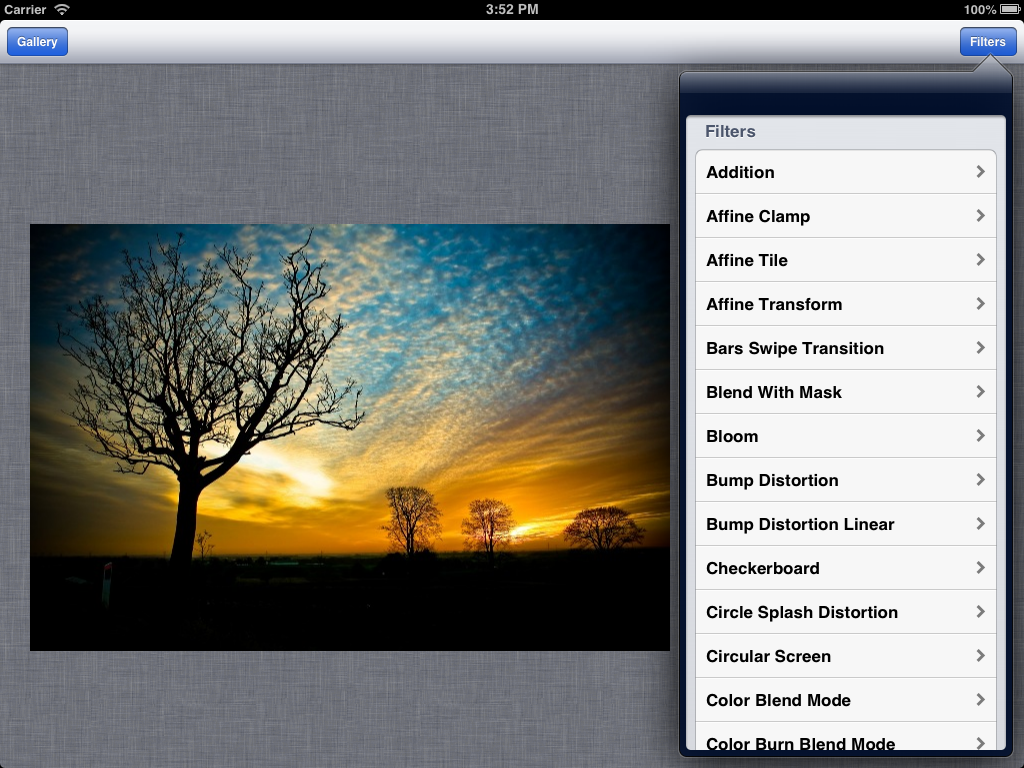 Carrier 3:52 PM 100%
Gallery Filters
Filters
Addition
Affine Clamp
Affine Tile
Affine Transform
Bars Swipe Transition
Blend With Mask
Bloom
Bump Distortion
Bump Distortion Linear
Checkerboard
Circle Splash Distortion
Circular Screen
Color Blend Mode
Color Burn Blend Mode